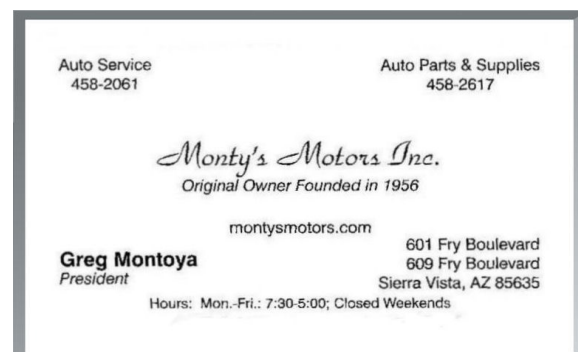 Auto Service
458-2061
Auto Parts & Supplies
458-2617
Monty's Motors Inc.
Original Owner Founded in 1956
montysmotors.com
Greg Montoya
President
601 Fry Boulevard
609 Fry Boulevard
Sierra Vista, AZ 85635
Hours: Mon.-Fri.: 7:30-5:00; Closed Weekends